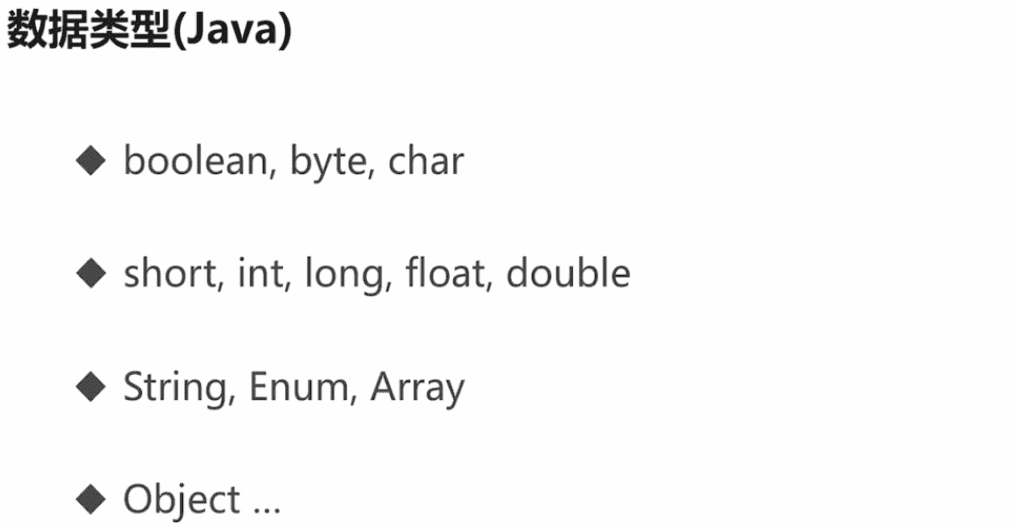 数据类型(Java)
◆ boolean, byte, char
◆ short, int, long, float, double
◆ String, Enum, Array
◆ Object ...